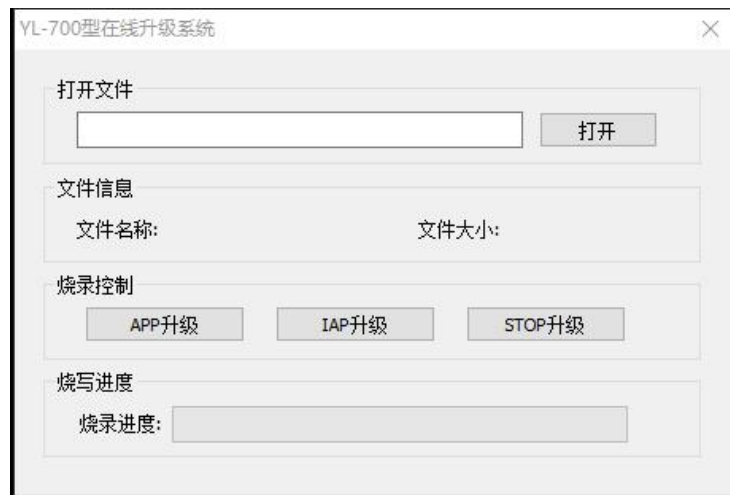 YL-700型在线升级系统
打开文件
打开
文件信息
文件名称: 文件大小:
烧录控制
APP升级 IAP升级 STOP升级
烧写进度
烧录进度: